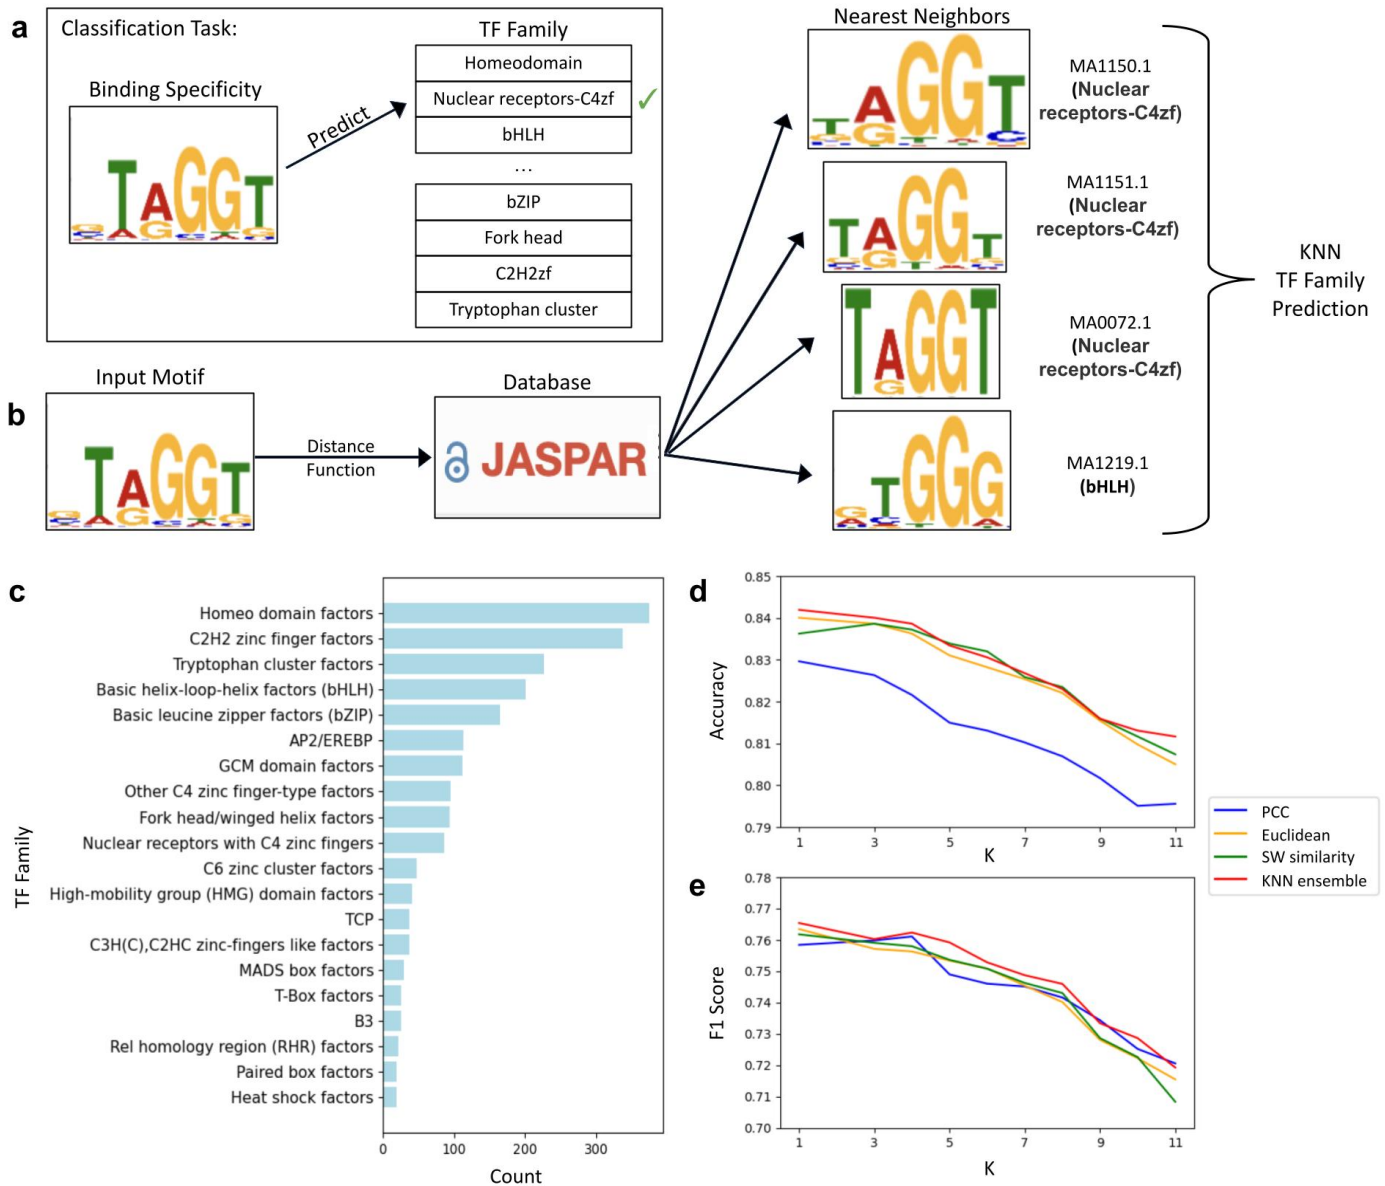 a
Classification Task:
Binding Specificity
TAGGT
Predict
TF Family
Homeodomain
Nuclear receptors-C4zf
bHLH
...
bZIP
Fork head
C2H2zf
Tryptophan cluster
b
Input Motif
TAGGT
Distance
Function
Database
JASPAR
Nearest Neighbors
TAGGT
MA1150.1
(Nuclear
receptors-C4zf)
TAGGT
MA1151.1
(Nuclear
receptors-C4zf)
TAGGT
MA0072.1
(Nuclear
receptors-C4zf)
TGGG
MA1219.1
(bHLH)
KNN
TF Family
Prediction
c
TF Family
Homeo domain factors
C2H2 zinc finger factors
Tryptophan cluster factors
Basic helix-loop-helix factors (bHLH)
Basic leucine zipper factors (bZIP)
AP2/EREBP
GCM domain factors
Other C4 zinc finger-type factors
Fork head/winged helix factors
Nuclear receptors with C4 zinc fingers
C6 zinc cluster factors
High-mobility group (HMG) domain factors
TCP
C3H(C),C2HC zinc-fingers like factors
MADS box factors
T-Box factors
B3
Rel homology region (RHR) factors
Paired box factors
Heat shock factors
0 100 200 300
Count
d
Accuracy
0.85
0.84
0.83
0.82
0.81
0.80
0.79
1 3 5 7 9 11
K
PCC
Euclidean
SW similarity
KNN ensemble
e
F1 Score
0.78
0.77
0.76
0.75
0.74
0.73
0.72
0.71
0.70
1 3 5 7 9 11
K